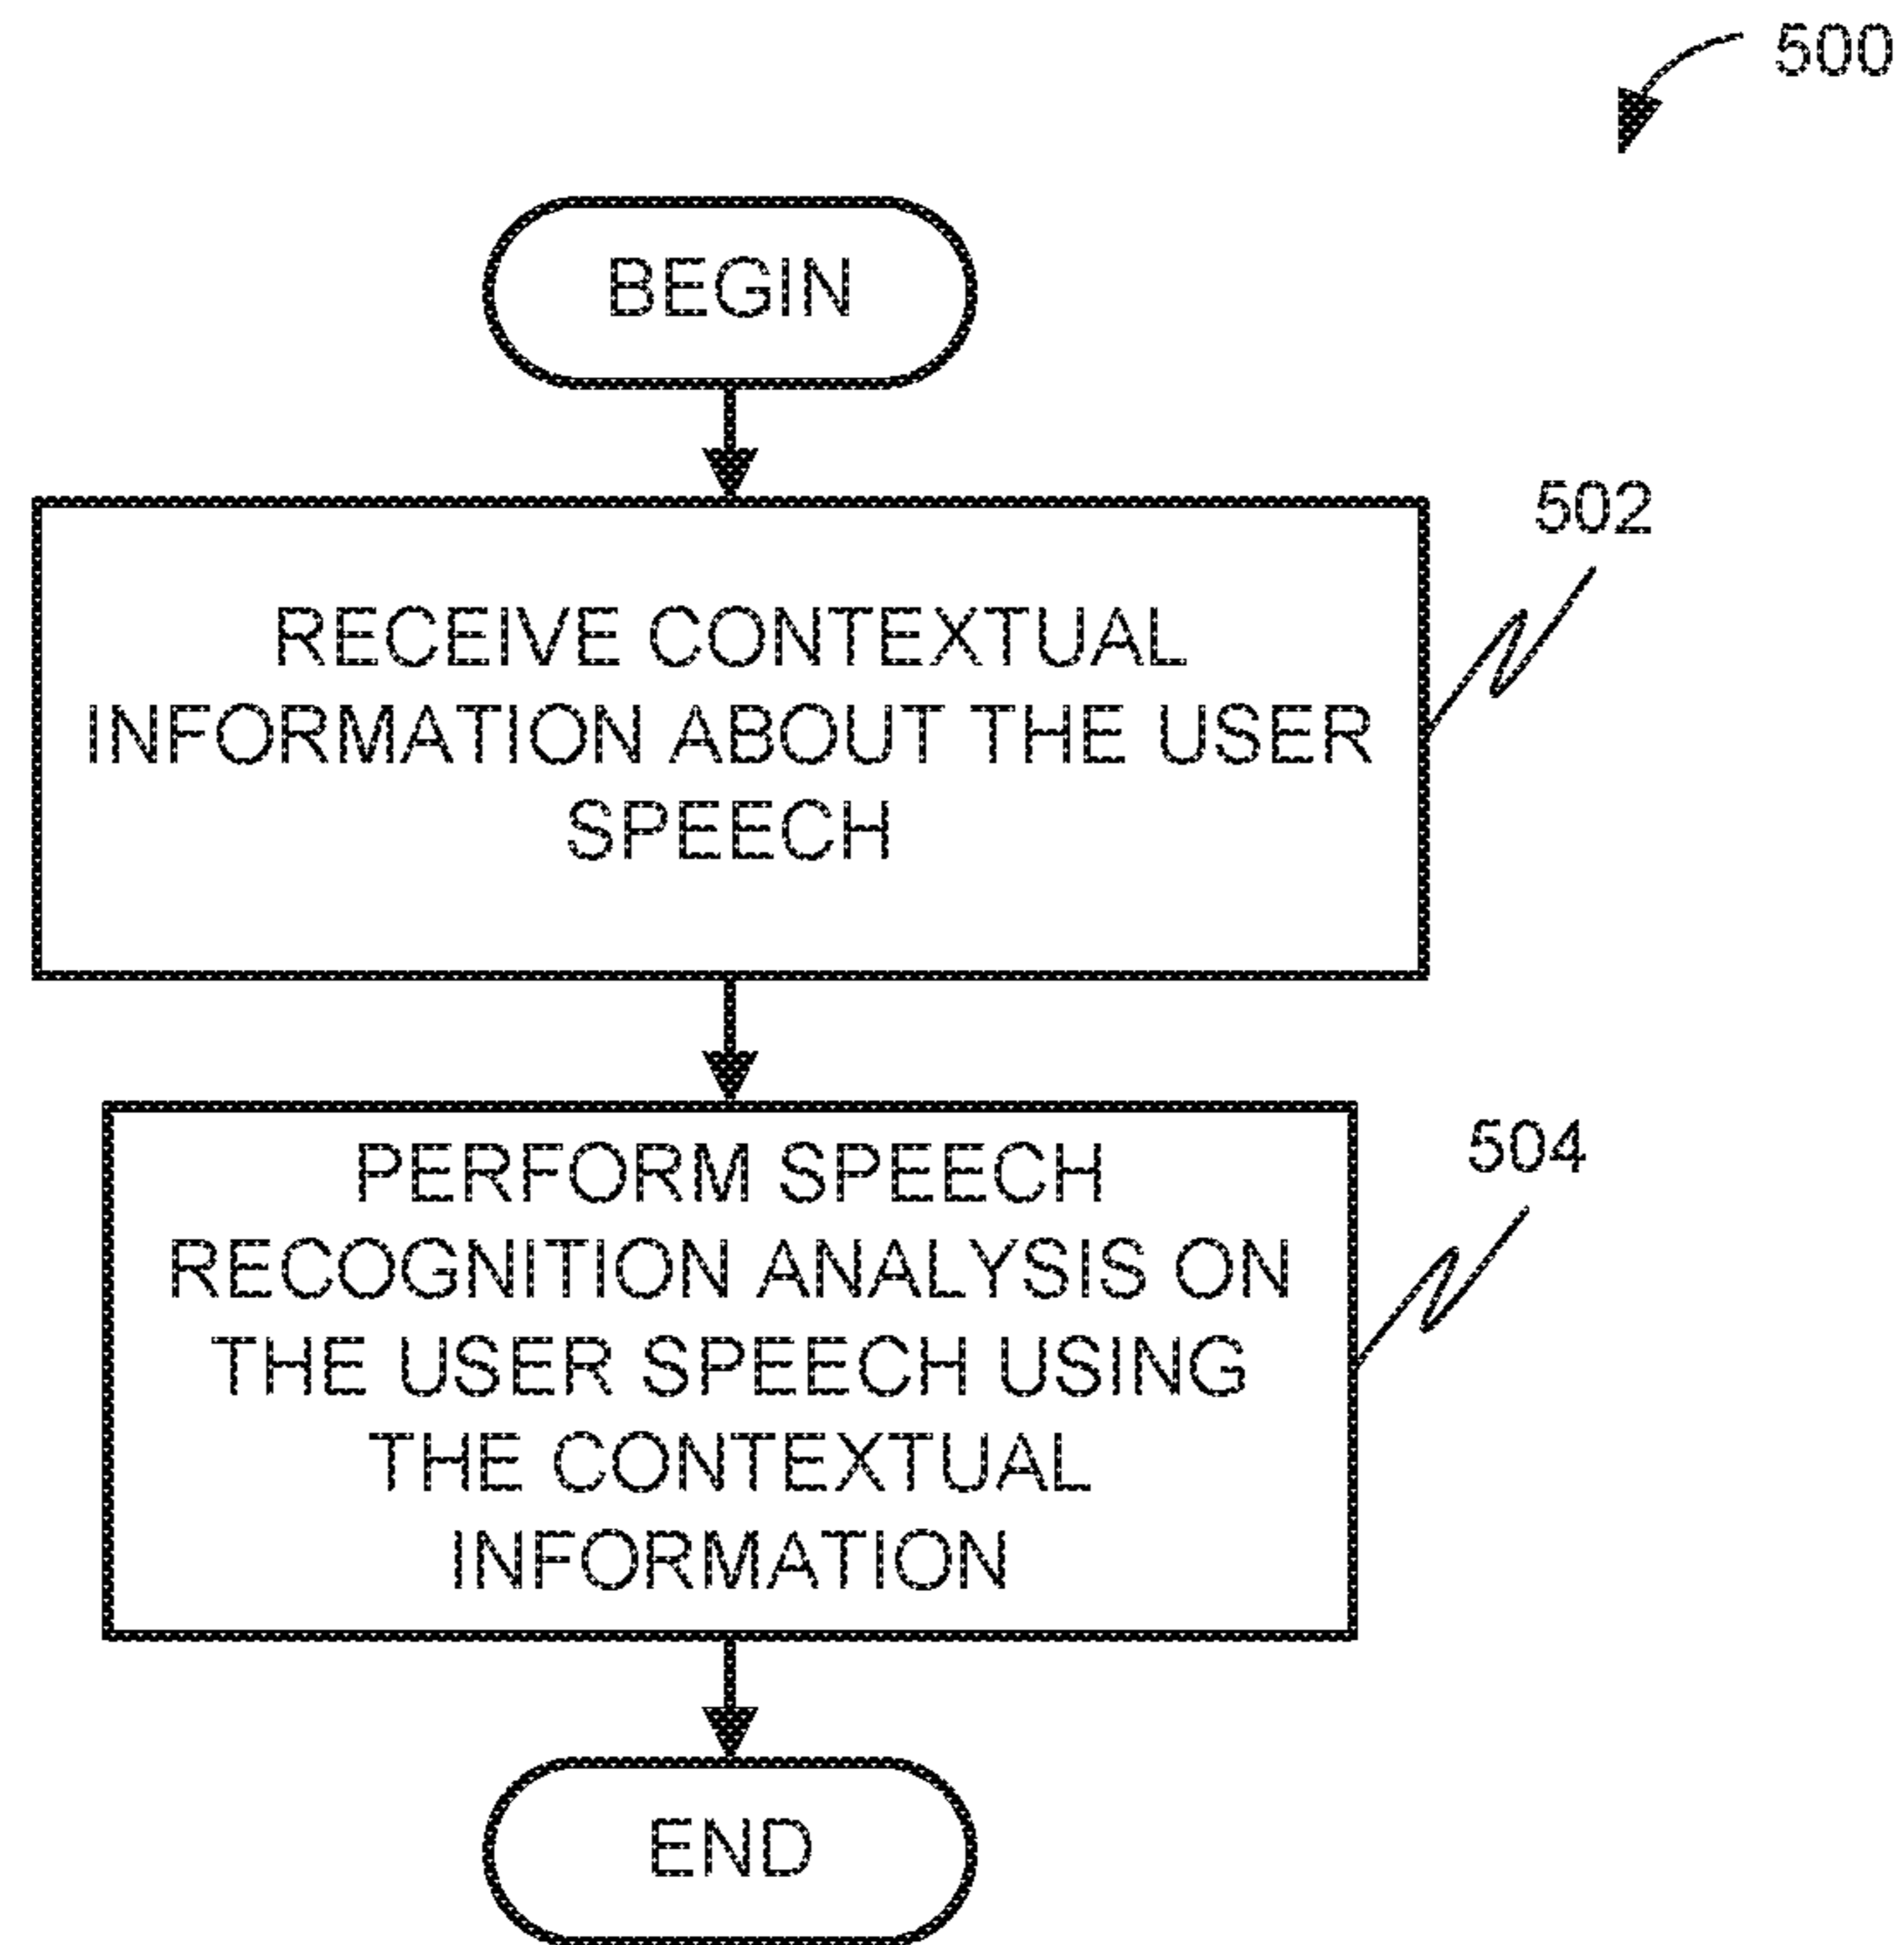 500
BEGIN
502
RECEIVE CONTEXTUAL
INFORMATION ABOUT THE USER
SPEECH
504
PERFORM SPEECH
RECOGNITION ANALYSIS ON
THE USER SPEECH USING
THE CONTEXTUAL
INFORMATION
END